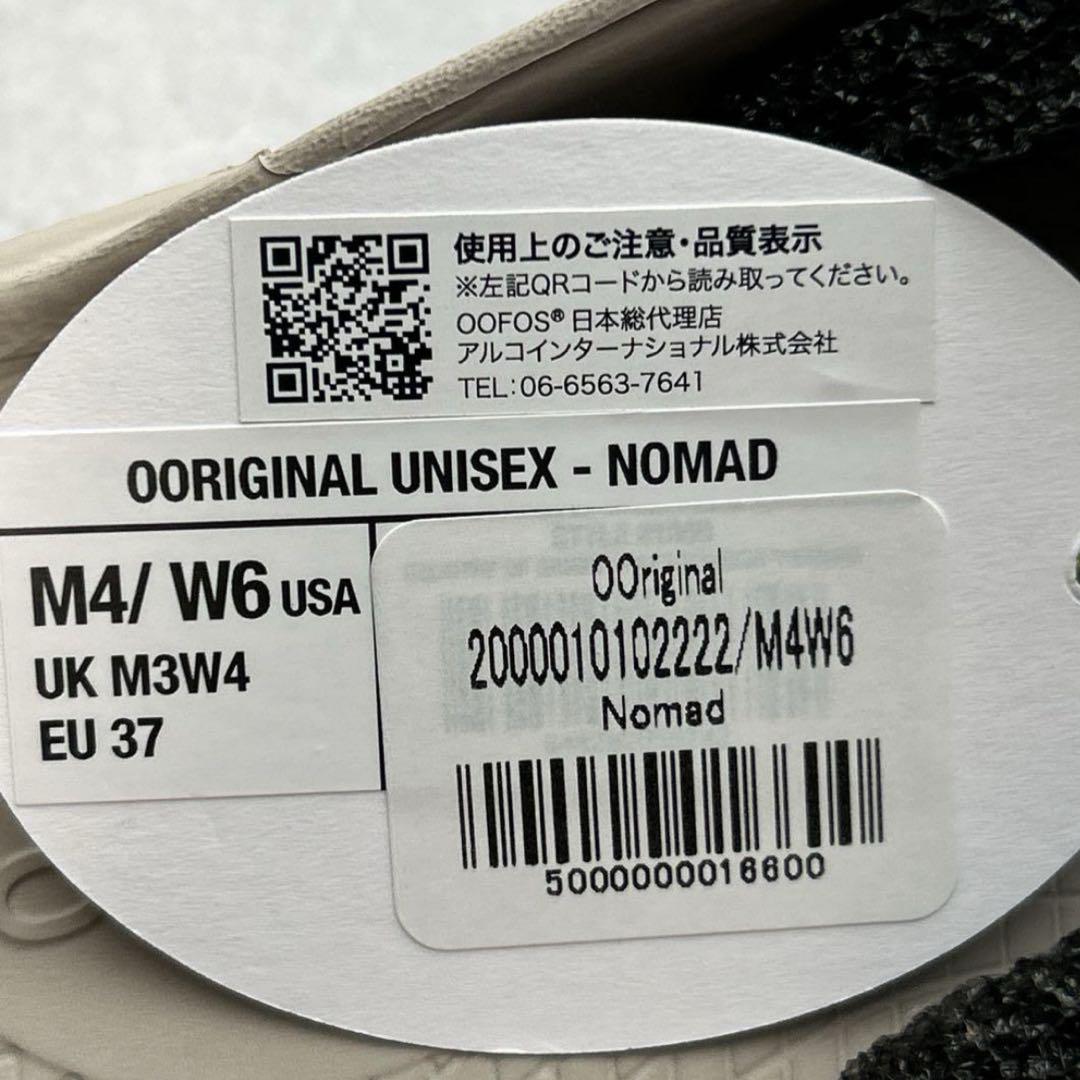 使用上のご注意・品質表示
※左記QRコードから読み取ってください。
OOFOS® 日本総代理店
アルコインターナショナル株式会社
TEL:06-6563-7641
OORIGINAL UNISEX - NOMAD
M4/ W6 USA
UK M3W4
EU 37
OOriginal
2000010102222/M4W6
Nomad
5000000016600